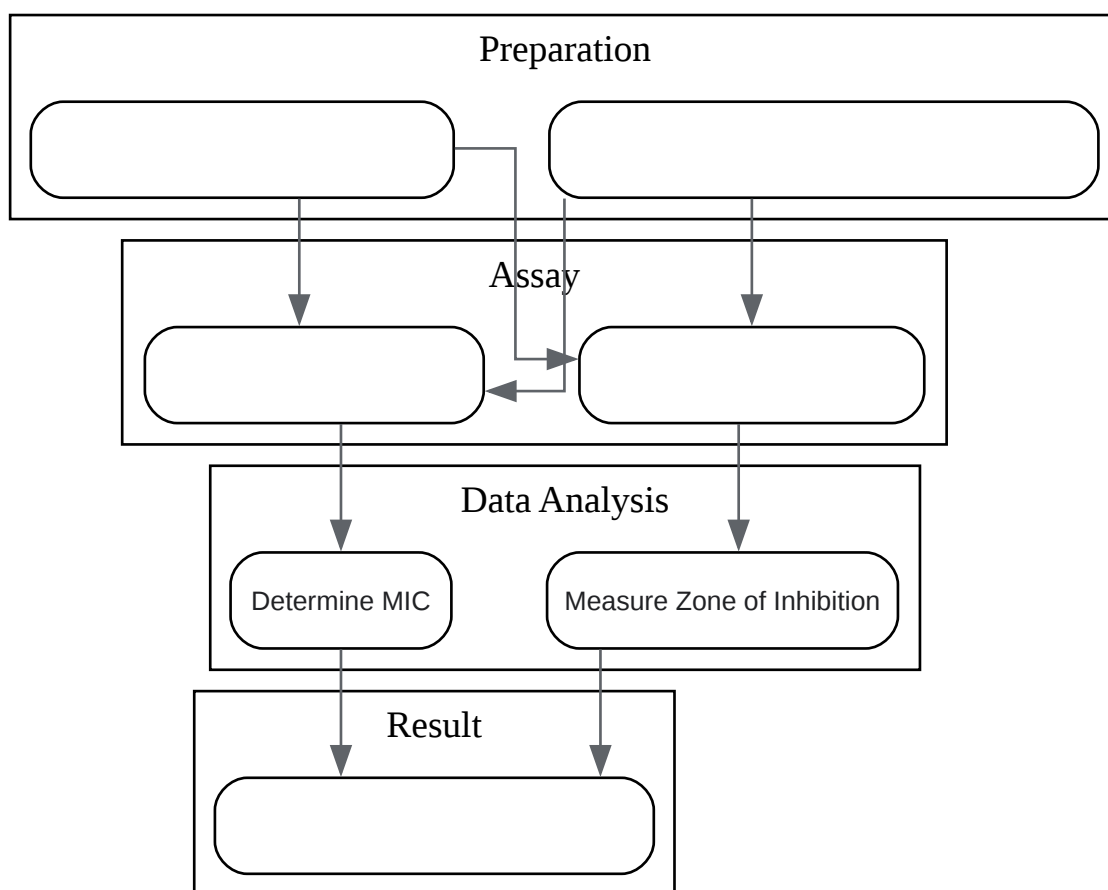 Preparation
Assay
Data Analysis
Determine MIC
Measure Zone of Inhibition
Result